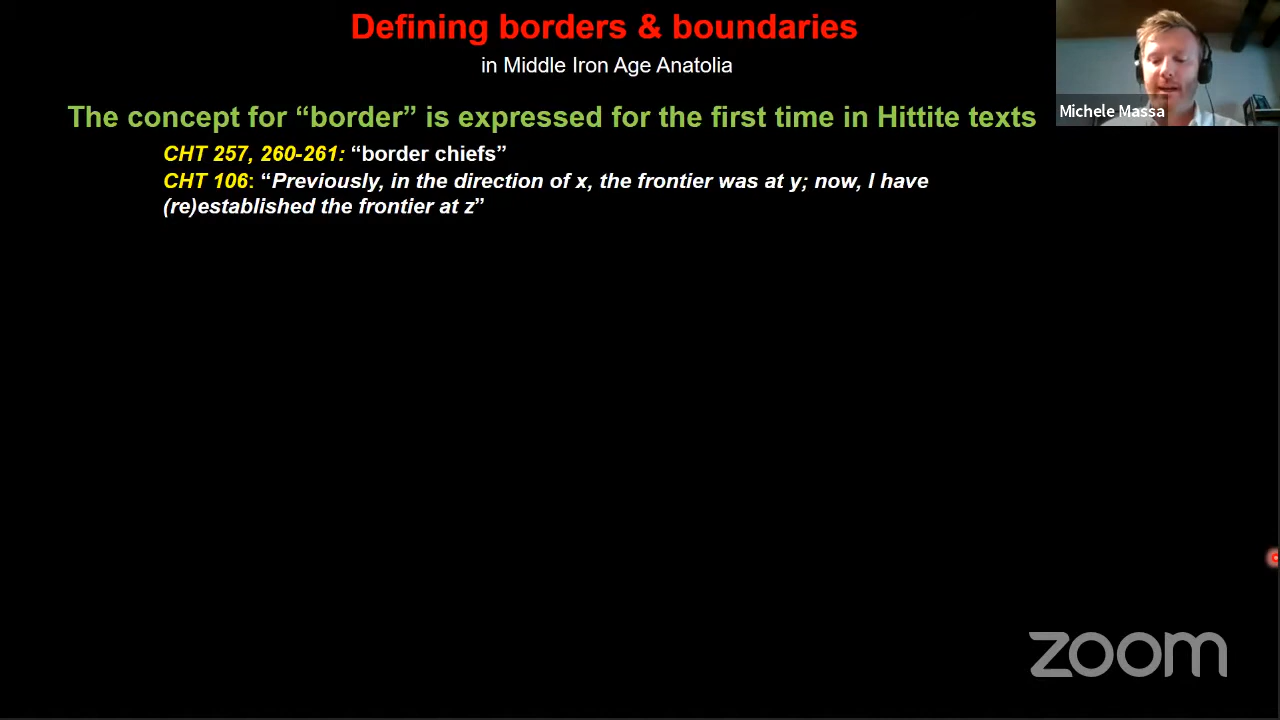 Defining borders & boundaries
in Middle Iron Age Anatolia
The concept for “border” is expressed for the first time in Hittite texts
CHT 257, 260-261: “border chiefs”
CHT 106: “Previously, in the direction of x, the frontier was at y; now, I have
(re)established the frontier at z”
Michele Massa
zoom